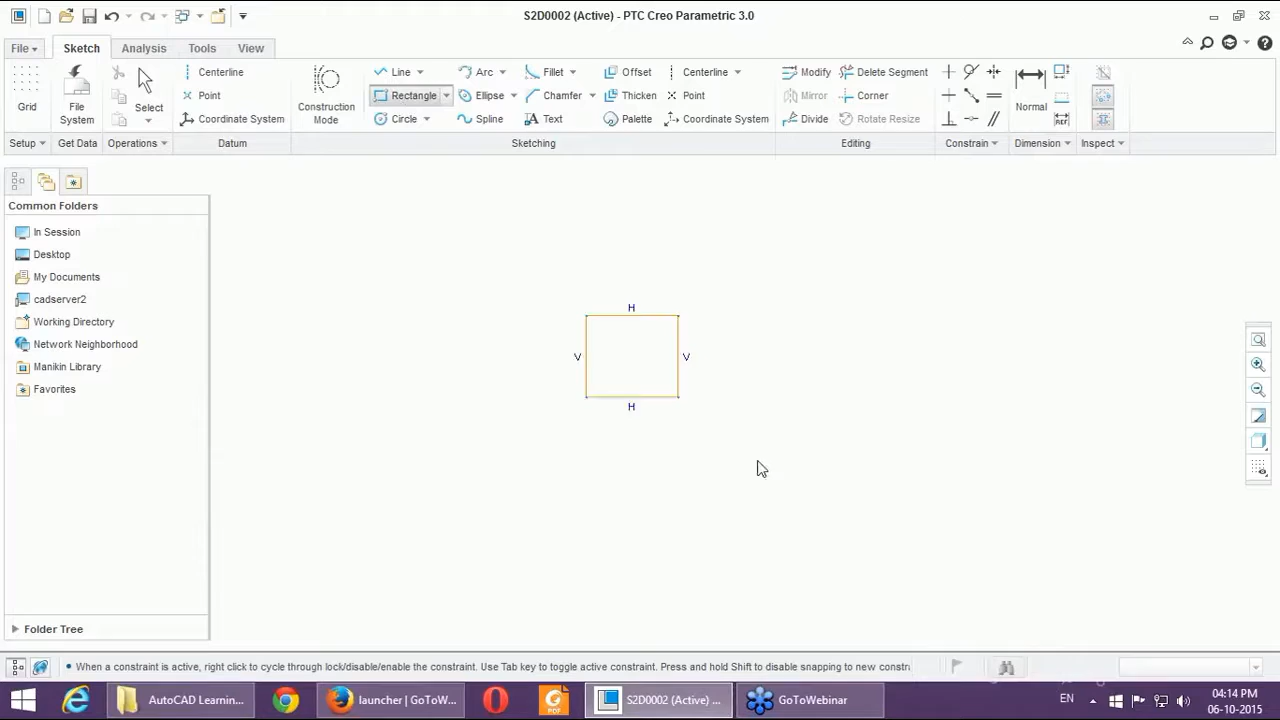 S2D0002 (Active) - PTC Creo Parametric 3.0
File Sketch Analysis Tools View
Grid
File System
Select
Centerline
Point
Coordinate System
Construction Mode
Line Arc Fillet Offset Centerline
Rectangle Ellipse Chamfer Thicken Point
Circle Spline Text Palette Coordinate System
Modify Delete Segment
Mirror Corner
Divide Rotate Resize
Normal
REF
Setup Get Data Operations Datum Sketching Editing Constrain Dimension Inspect
Common Folders
In Session
Desktop
My Documents
cadserver2
Working Directory
Network Neighborhood
Manikin Library
Favorites
H
V V
H
Folder Tree
When a constraint is active, right click to cycle through lock/disable/enable the constraint. Use Tab key to toggle active constraint. Press and hold Shift to disable snapping to new constr
AutoCAD Learnin... launcher | GoToW... PDF S2D0002 (Active) ... GoToWebinar EN 04:14 PM
06-10-2015